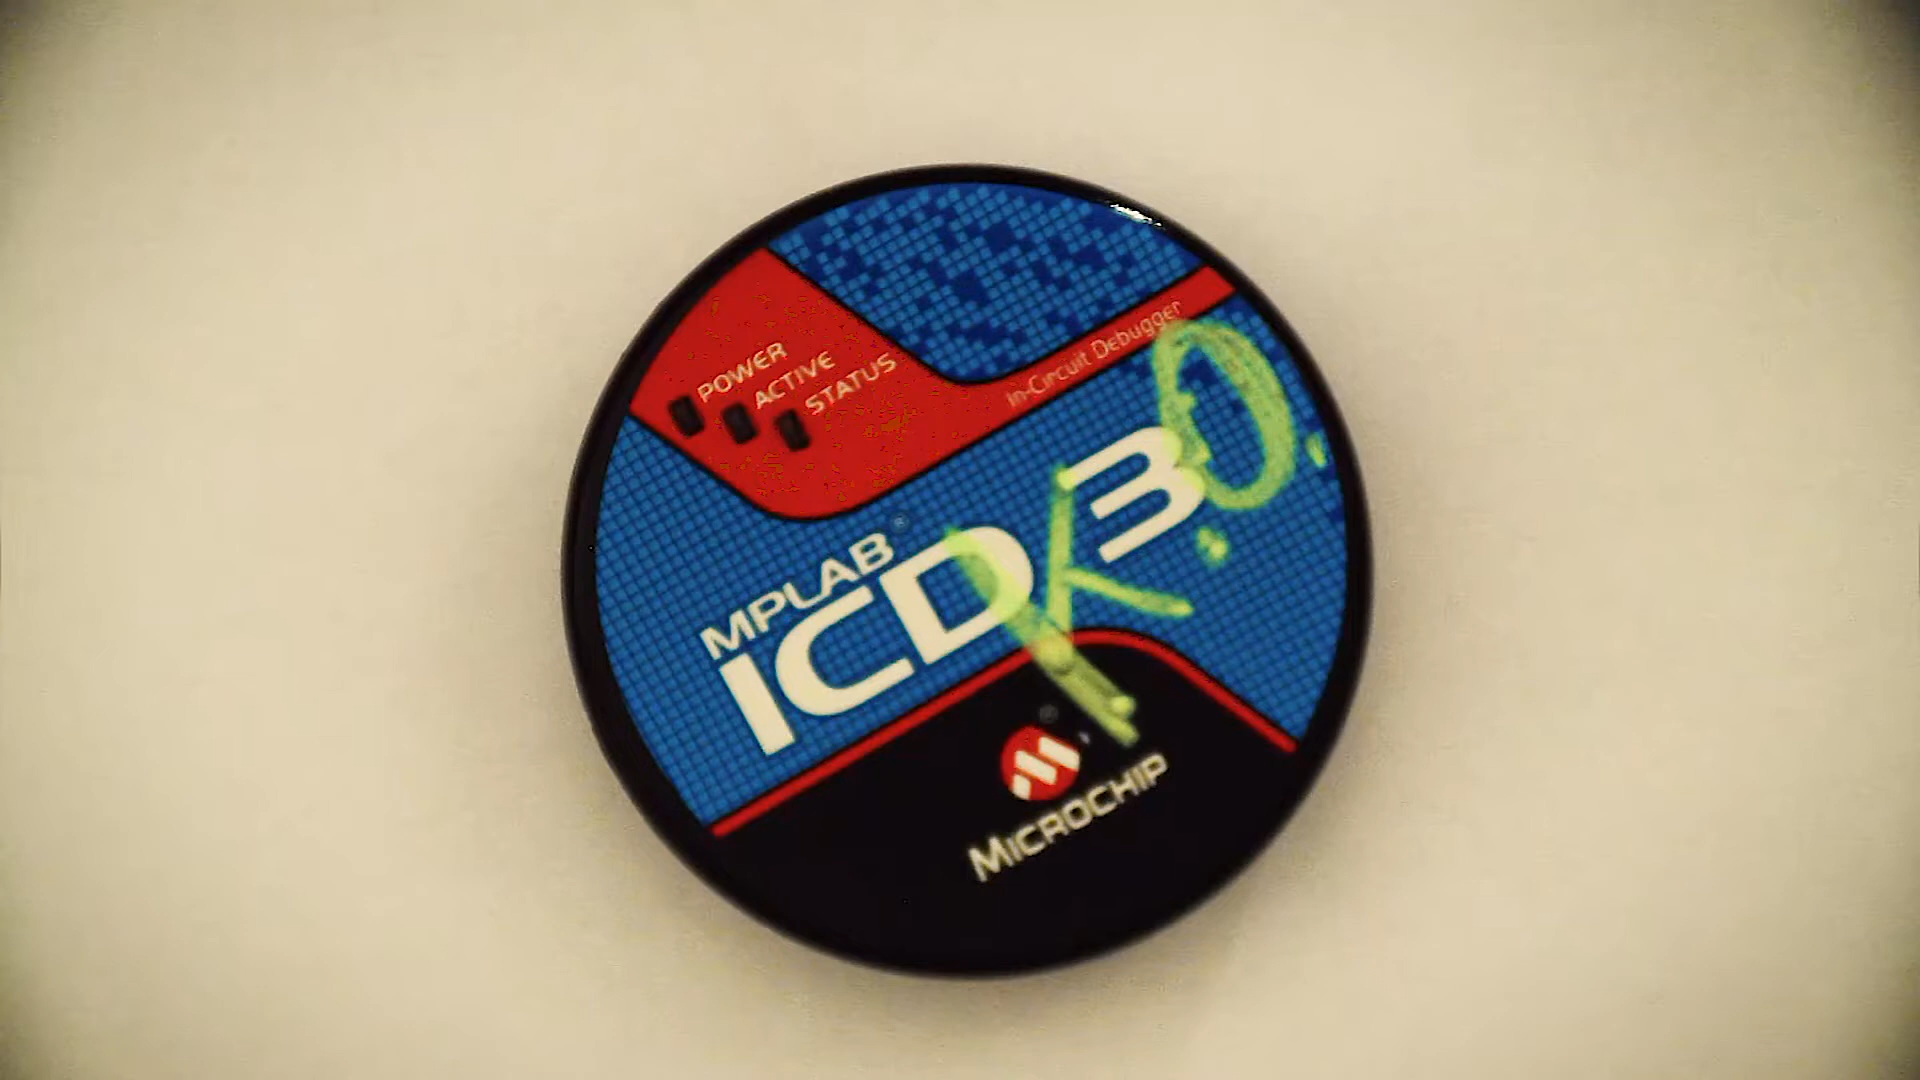 POWER
ACTIVE
STATUS
In-Circuit Debugger
MPLAB®
ICD 3
K.O.
MICROCHIP